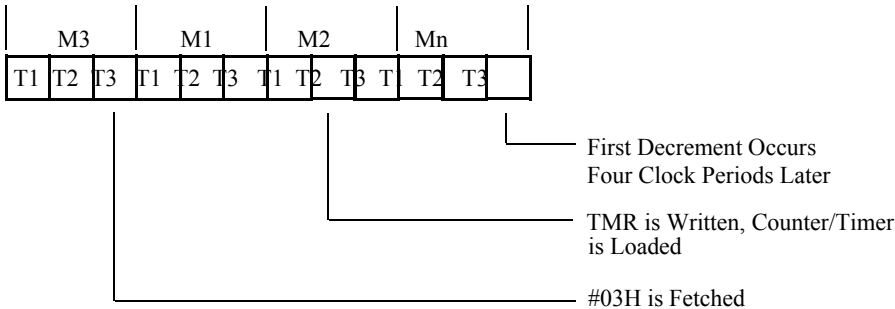 M3 M1 M2 Mn
T1 T2 T3 T1 T2 T3 T1 T2 T3 T1 T2 T3
First Decrement Occurs
Four Clock Periods Later
TMR is Written, Counter/Timer
is Loaded
#03H is Fetched